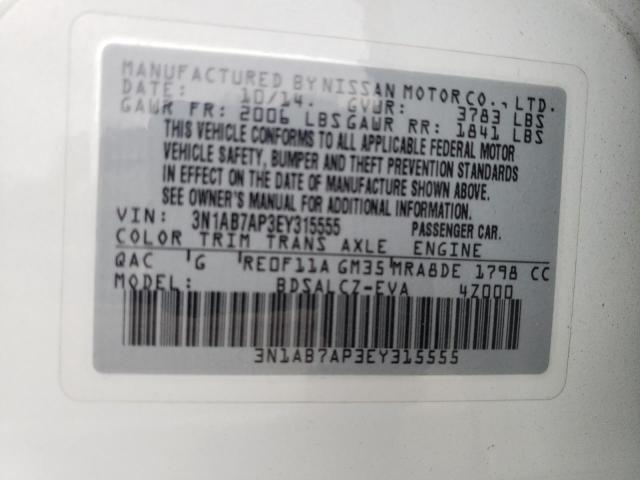 MANUFACTURED BY NISSAN MOTOR CO., LTD.
DATE: 10/14. GVWR: 3783 LBS
GAWR FR: 2006 LBS GAWR RR: 1841 LBS
THIS VEHICLE CONFORMS TO ALL APPLICABLE FEDERAL MOTOR
VEHICLE SAFETY, BUMPER AND THEFT PREVENTION STANDARDS
IN EFFECT ON THE DATE OF MANUFACTURE SHOWN ABOVE.
SEE OWNER'S MANUAL FOR ADDITIONAL INFORMATION.
VIN: 3N1AB7AP3EY315555 PASSENGER CAR.
COLOR TRIM TRANS AXLE ENGINE
QAC G RE0F11A GM35 MRA8DE 1798 CC
MODEL: BDSALCZ-EVA 4Z000
3N1AB7AP3EY315555